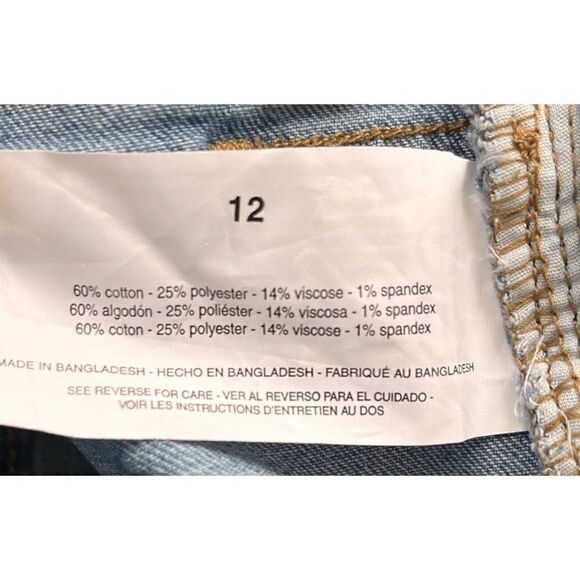 12
60% cotton - 25% polyester - 14% viscose - 1% spandex
60% algodón - 25% poliéster - 14% viscosa - 1% spandex
60% coton - 25% polyester - 14% viscose - 1% spandex
MADE IN BANGLADESH - HECHO EN BANGLADESH - FABRIQUÉ AU BANGLADESH
SEE REVERSE FOR CARE - VER AL REVERSO PARA EL CUIDADO -
VOIR LES INSTRUCTIONS D'ENTRETIEN AU DOS